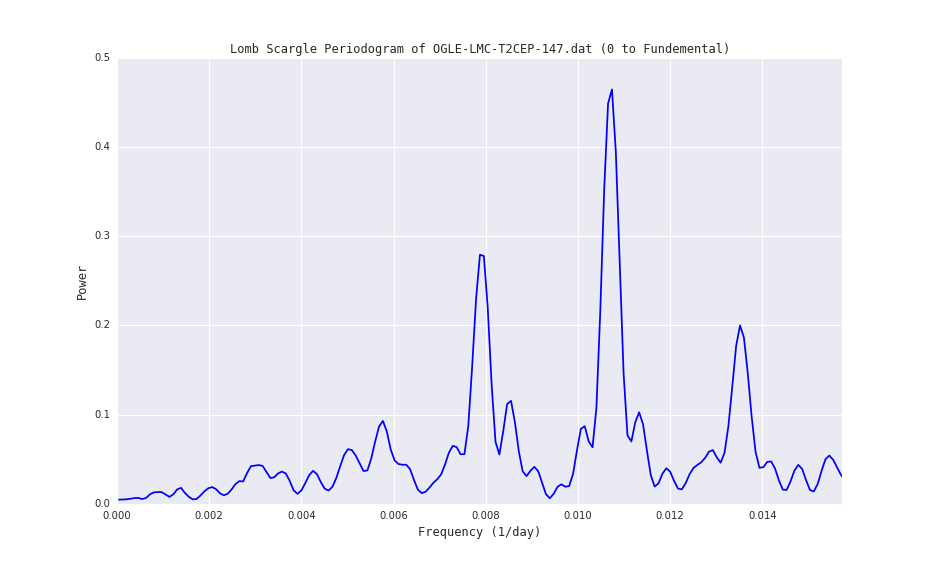 Lomb Scargle Periodogram of OGLE-LMC-T2CEP-147.dat (0 to Fundemental)
0.5
0.4
0.3
0.2
0.1
0.0
Power
0.000 0.002 0.004 0.006 0.008 0.010 0.012 0.014
Frequency (1/day)